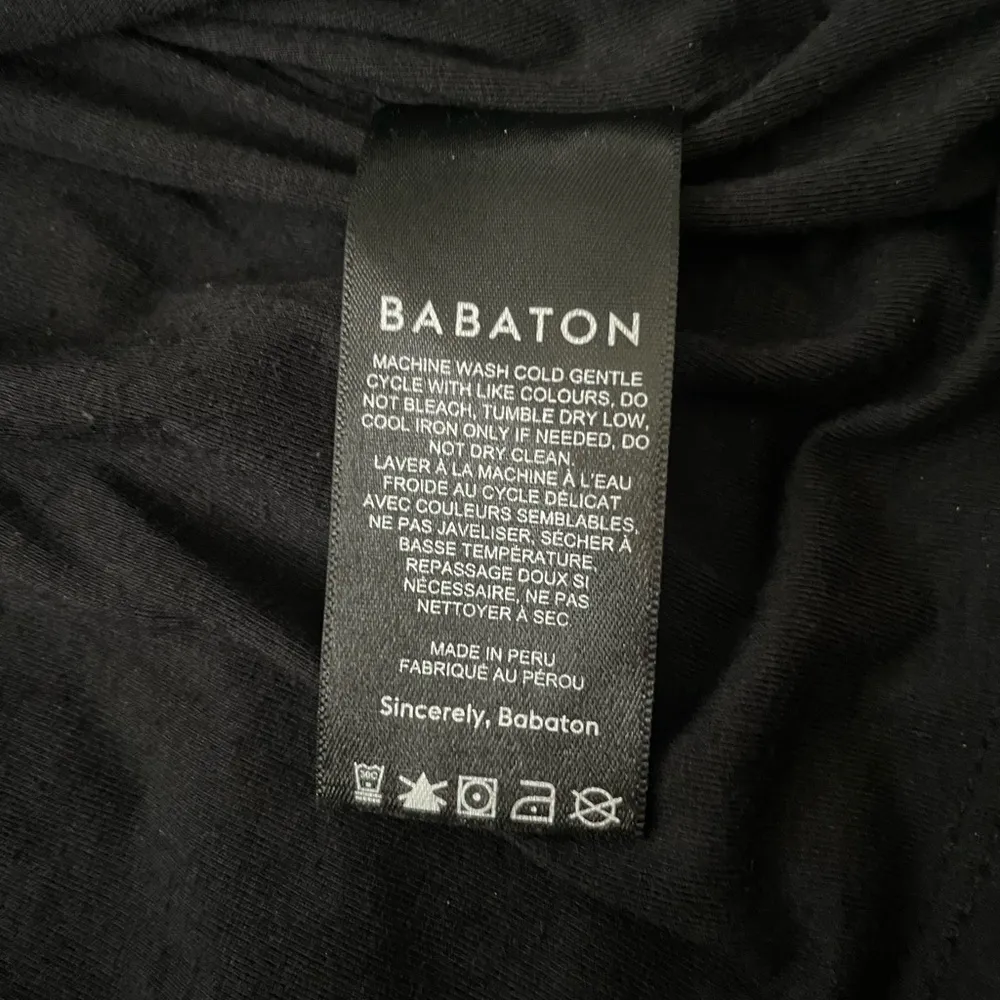 BABATON
MACHINE WASH COLD GENTLE
CYCLE WITH LIKE COLOURS, DO
NOT BLEACH, TUMBLE DRY LOW,
COOL IRON ONLY IF NEEDED, DO
NOT DRY CLEAN,
LAVER À LA MACHINE À L'EAU
FROIDE AU CYCLE DÉLICAT
AVEC COULEURS SEMBLABLES,
NE PAS JAVELISER, SÉCHER À
BASSE TEMPÉRATURE,
REPASSAGE DOUX SI
NÉCESSAIRE, NE PAS
NETTOYER À SEC
MADE IN PERU
FABRIQUÉ AU PÉROU
Sincerely, Babaton
30C